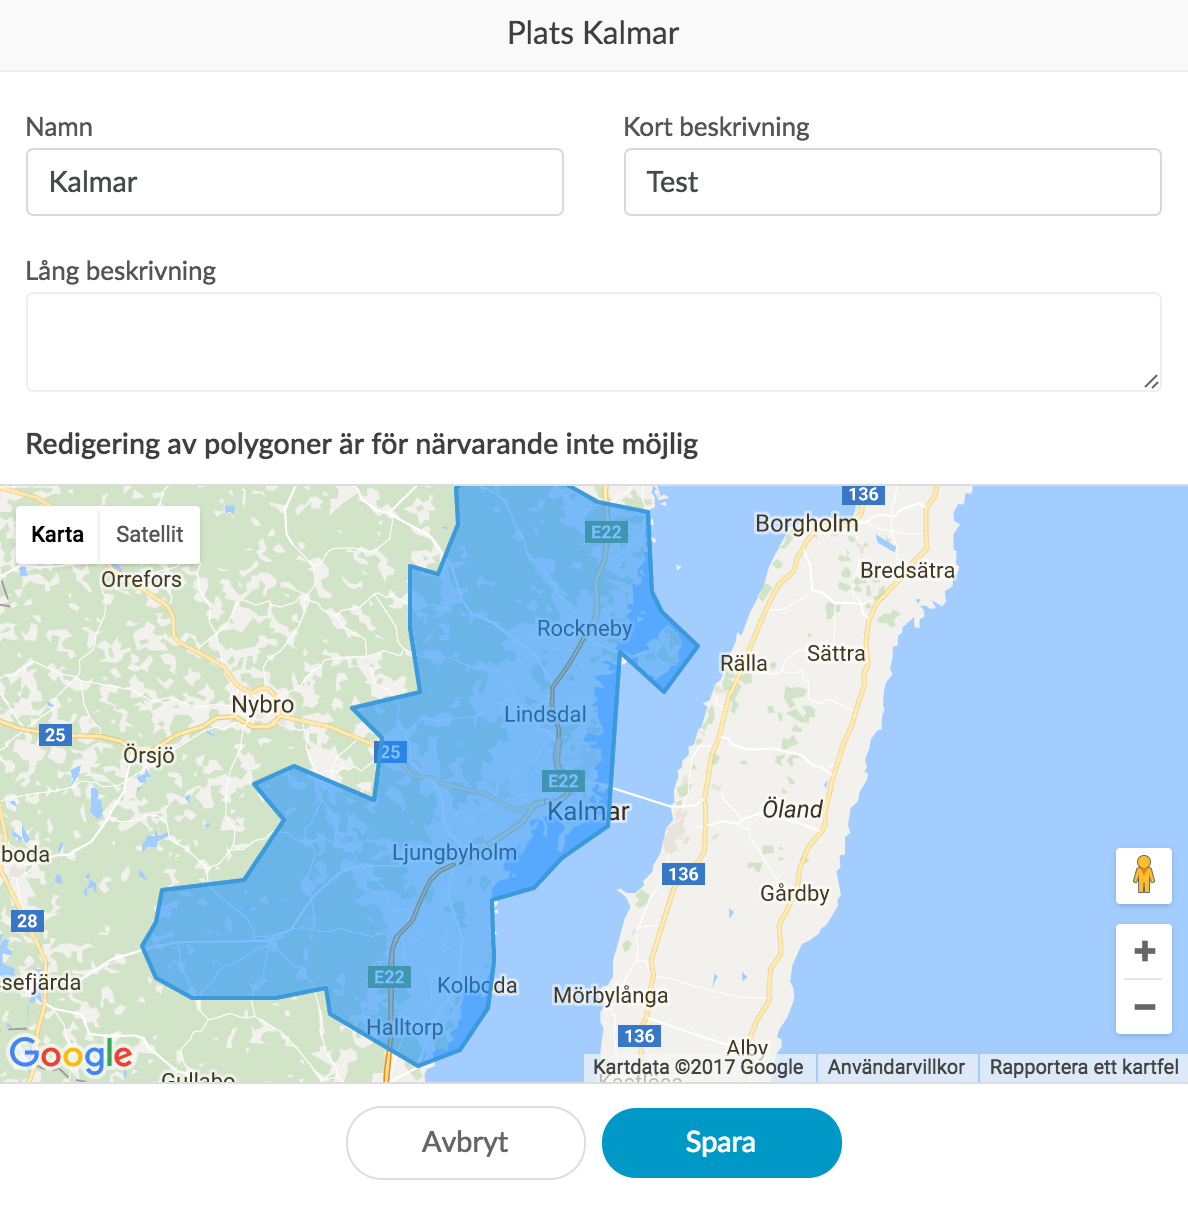 Plats Kalmar
Namn
Kort beskrivning
Kalmar
Test
Lång beskrivning
Redigering av polygoner är för närvarande inte möjlig
136
Borgholm
Karta
Satellit
E22
Bredsätra
Orrefors
Rockneby
Sättra
Rälla
Nybro
Lindsdal
25
25
Örsjö
E22
Kalmar
Öland
boda
Ljungbyholm
136
Gårdby
28
E22
sefjärda
Kolboda
Mörbylånga
Halltorp
136
Google
Alby
Kartdata ©2017 Google
Användarvillkor
Rapportera ett kartfel
Avbryt
Spara